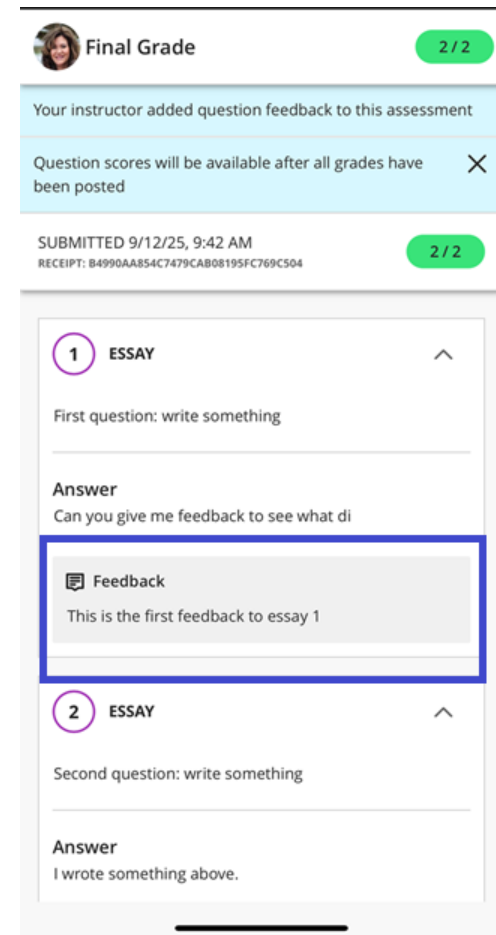 Final Grade
2 / 2
Your instructor added question feedback to this assessment
Question scores will be available after all grades have
been posted
SUBMITTED 9/12/25, 9:42 AM
RECEIPT: B4990AA854C7479CAB08195FC769C504
2 / 2
1 ESSAY
First question: write something
Answer
Can you give me feedback to see what di
Feedback
This is the first feedback to essay 1
2 ESSAY
Second question: write something
Answer
I wrote something above.